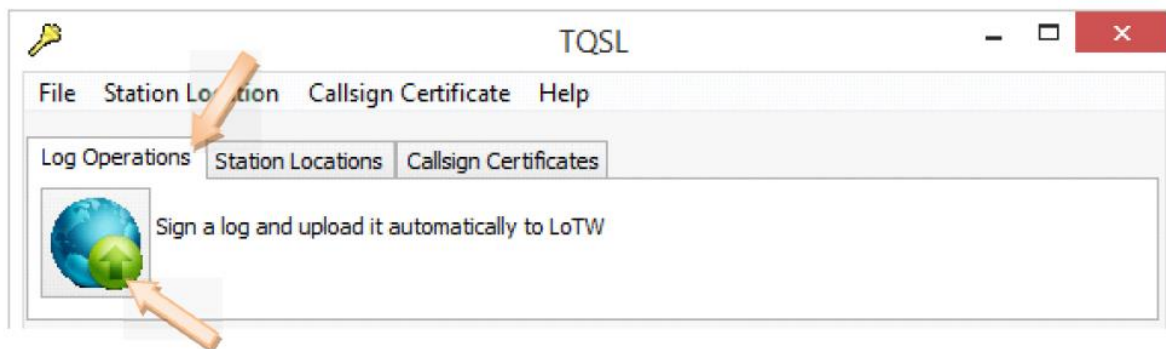 TQSL
File Station Location Callsign Certificate Help
Log Operations Station Locations Callsign Certificates
Sign a log and upload it automatically to LoTW